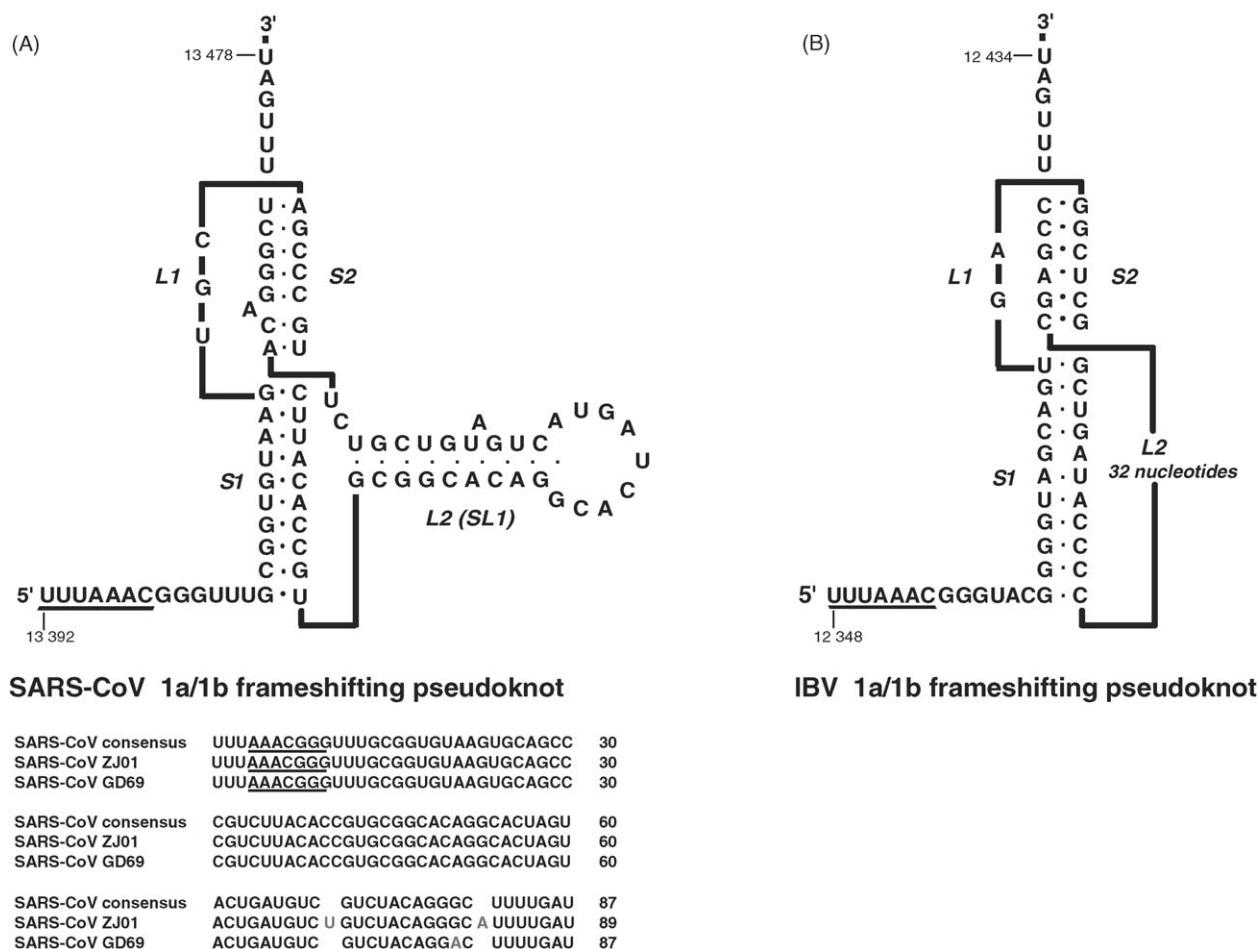 (A)
3'
13 478
U
A
G
U
U
U
U · A
C · G
G · C
G · C
G · C
A
C · G
A · U
L1
C
G
U
S2
G • C
A · U
A · U
U · A
G • C
U • A
G • C
G • C
C · G
S1
5' UUUAAACGGGUUUG • U
13 392
U
C
A
UGCUGUGUC
AUGAUCACG
GCGGCACAG
L2 (SL1)
SARS-CoV 1a/1b frameshifting pseudoknot
(B)
3'
12 434
U
A
G
U
U
U
C • G
C • G
G • C
A • U
G • C
C • G
L1
A
G
S2
U · G
G · C
A · U
C · G
G · A
A · U
U · A
G · C
G · C
G · C
S1
L2
32 nucleotides
5' UUUAAACGGGUACG · C
12 348
IBV 1a/1b frameshifting pseudoknot
SARS-CoV consensus UUUAAACGGGUUUGCGGUGUAAGUGCAGCC 30
SARS-CoV ZJ01 UUUAAACGGGUUUGCGGUGUAAGUGCAGCC 30
SARS-CoV GD69 UUUAAACGGGUUUGCGGUGUAAGUGCAGCC 30
SARS-CoV consensus CGUCUUACACCGUGCGGCACAGGCACUAGU 60
SARS-CoV ZJ01 CGUCUUACACCGUGCGGCACAGGCACUAGU 60
SARS-CoV GD69 CGUCUUACACCGUGCGGCACAGGCACUAGU 60
SARS-CoV consensus ACUGAUGUC GUCUACAGGGC UUUUGAU 87
SARS-CoV ZJ01 ACUGAUGUC U GUCUACAGGGC A UUUUGAU 89
SARS-CoV GD69 ACUGAUGUC GUCUACAGGAC UUUUGAU 87